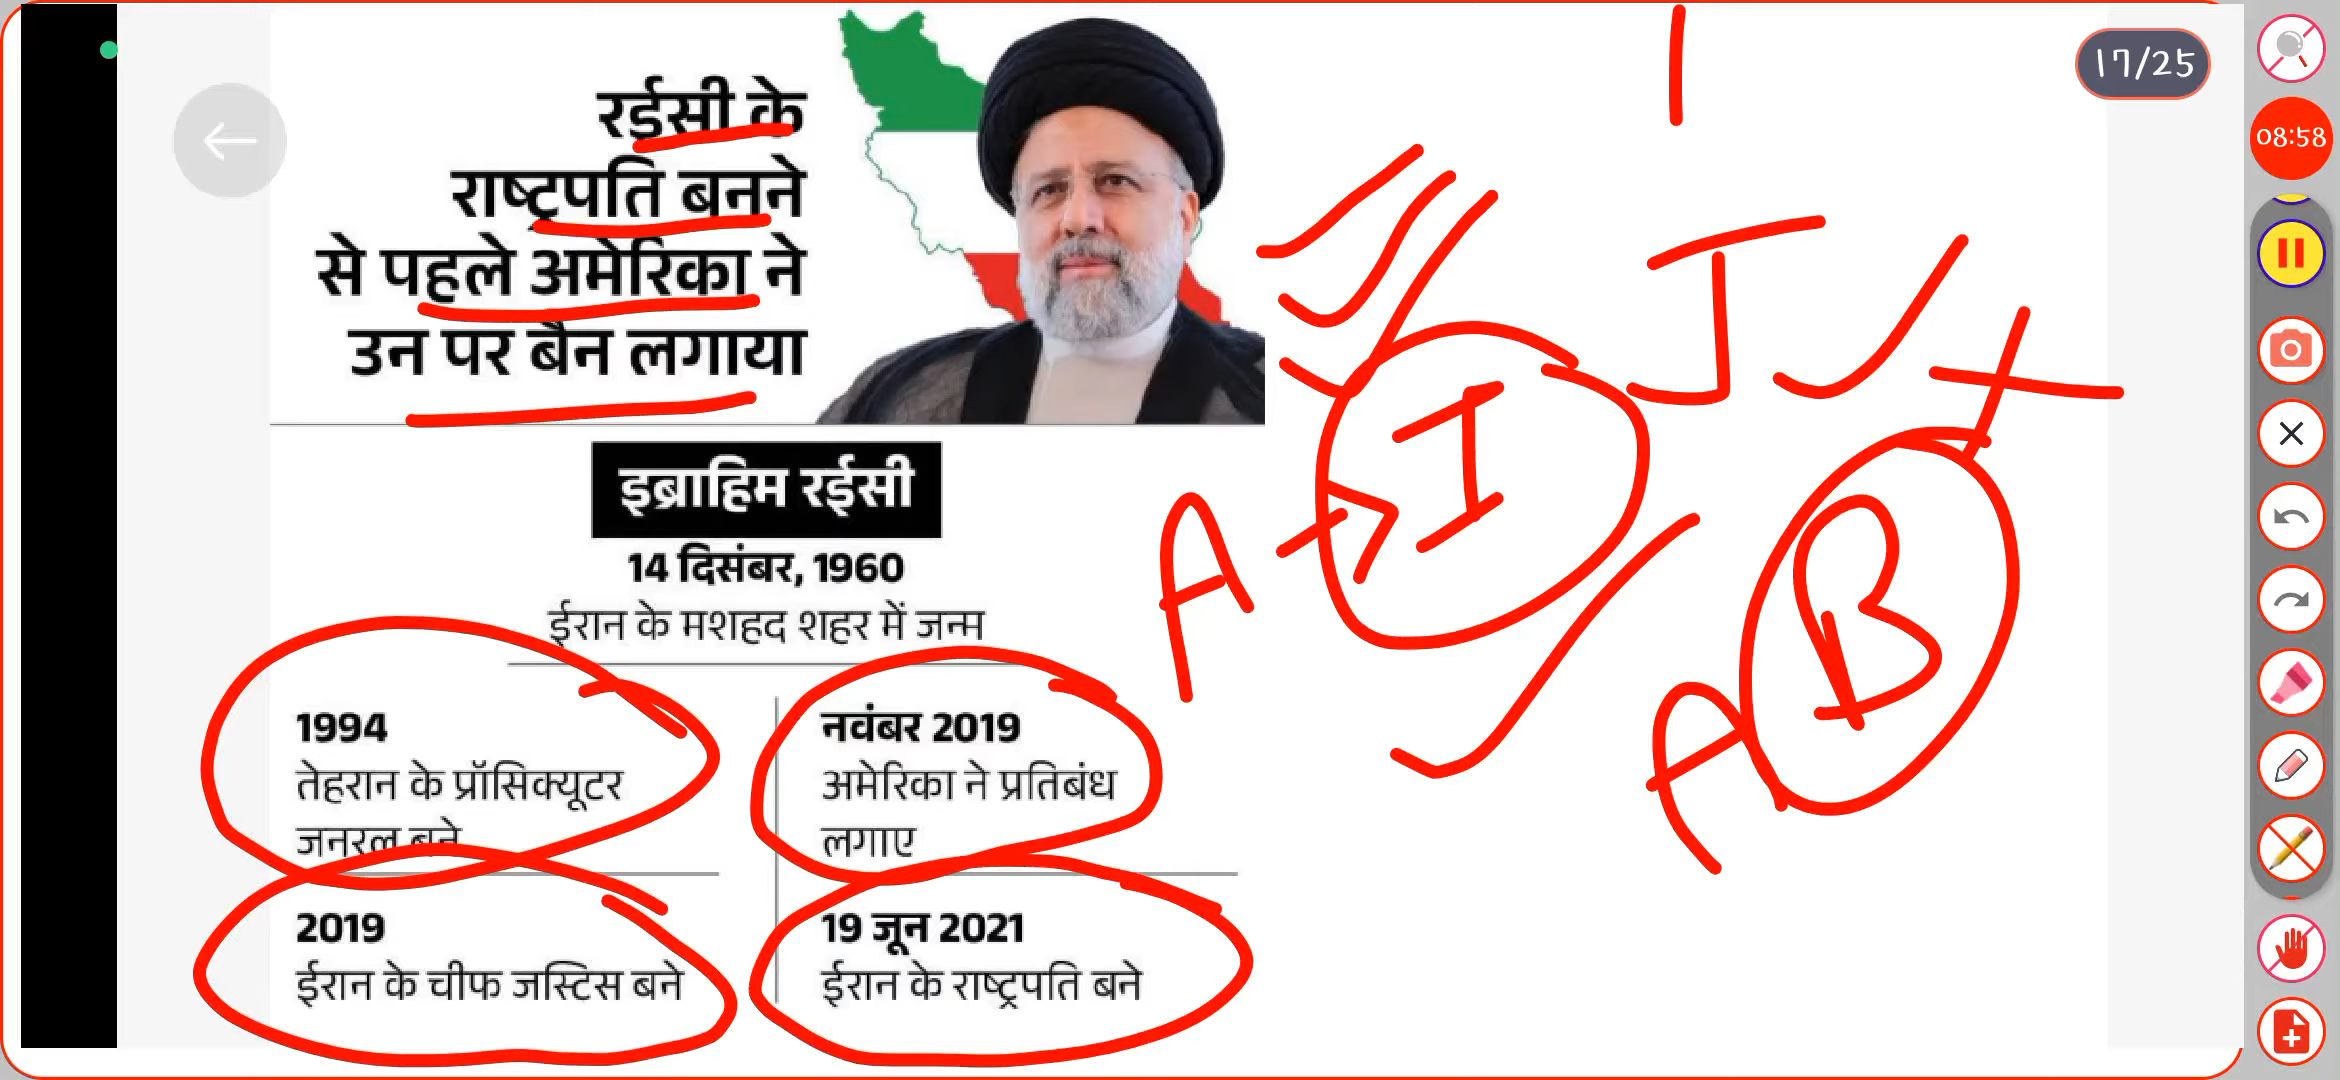 17/25
08:58
रईसी के
राष्ट्रपति बनने
से पहले अमेरिका ने
उन पर बैन लगाया
इब्राहिम रईसी
14 दिसंबर, 1960
ईरान के मशहद शहर में जन्म
1994
तेहरान के प्रॉसिक्यूटर
जनरल बने
नवंबर 2019
अमेरिका ने प्रतिबंध
लगाए
2019
ईरान के चीफ जस्टिस बने
19 जून 2021
ईरान के राष्ट्रपति बने
I
J
A → I
A B